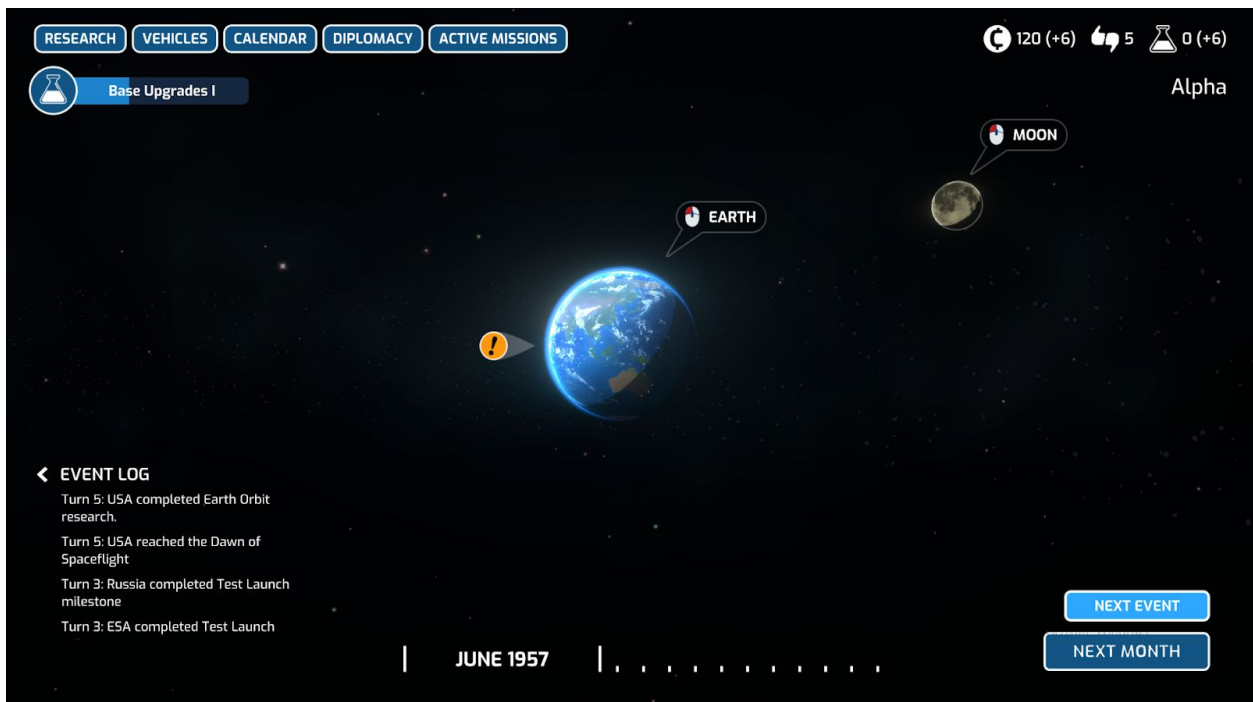 RESEARCH VEHICLES CALENDAR DIPLOMACY ACTIVE MISSIONS
120 (+6) 5 0 (+6)
Base Upgrades I
Alpha
MOON
EARTH
EVENT LOG
Turn 5: USA completed Earth Orbit
research.
Turn 5: USA reached the Dawn of
Spaceflight
Turn 3: Russia completed Test Launch
milestone
Turn 3: ESA completed Test Launch
NEXT EVENT
NEXT MONTH
JUNE 1957